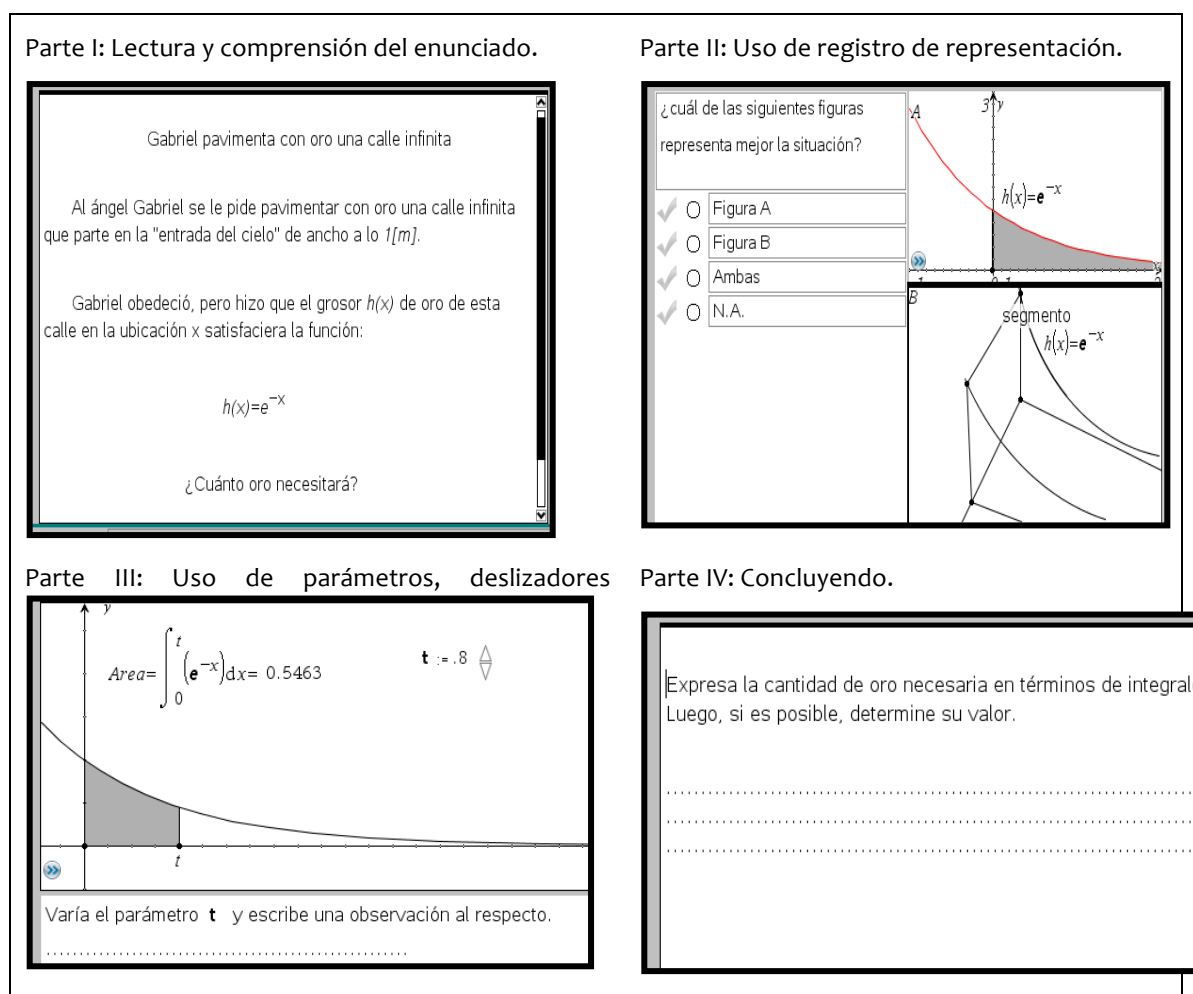 Parte I: Lectura y comprensión del enunciado.
Gabriel pavimenta con oro una calle infinita
Al ángel Gabriel se le pide pavimentar con oro una calle infinita
que parte en la "entrada del cielo" de ancho a lo 1[m].
Gabriel obedeció, pero hizo que el grosor h(x) de oro de esta
calle en la ubicación x satisfaciera la función:
h(x)=e^{-x}
¿Cuánto oro necesitará?
Parte II: Uso de registro de representación.
¿cuál de las siguientes figuras
representa mejor la situación?
Figura A
Figura B
Ambas
N.A.
A
3 y
h(x)=e^{-x}
B
segmento
h(x)=e^{-x}
Parte III: Uso de parámetros, deslizadores
y
Area=∫_0^t (e^{-x})dx= 0.5463
t := .8
t
Varía el parámetro t y escribe una observación al respecto.
Parte IV: Concluyendo.
Expresa la cantidad de oro necesaria en términos de integral
Luego, si es posible, determine su valor.